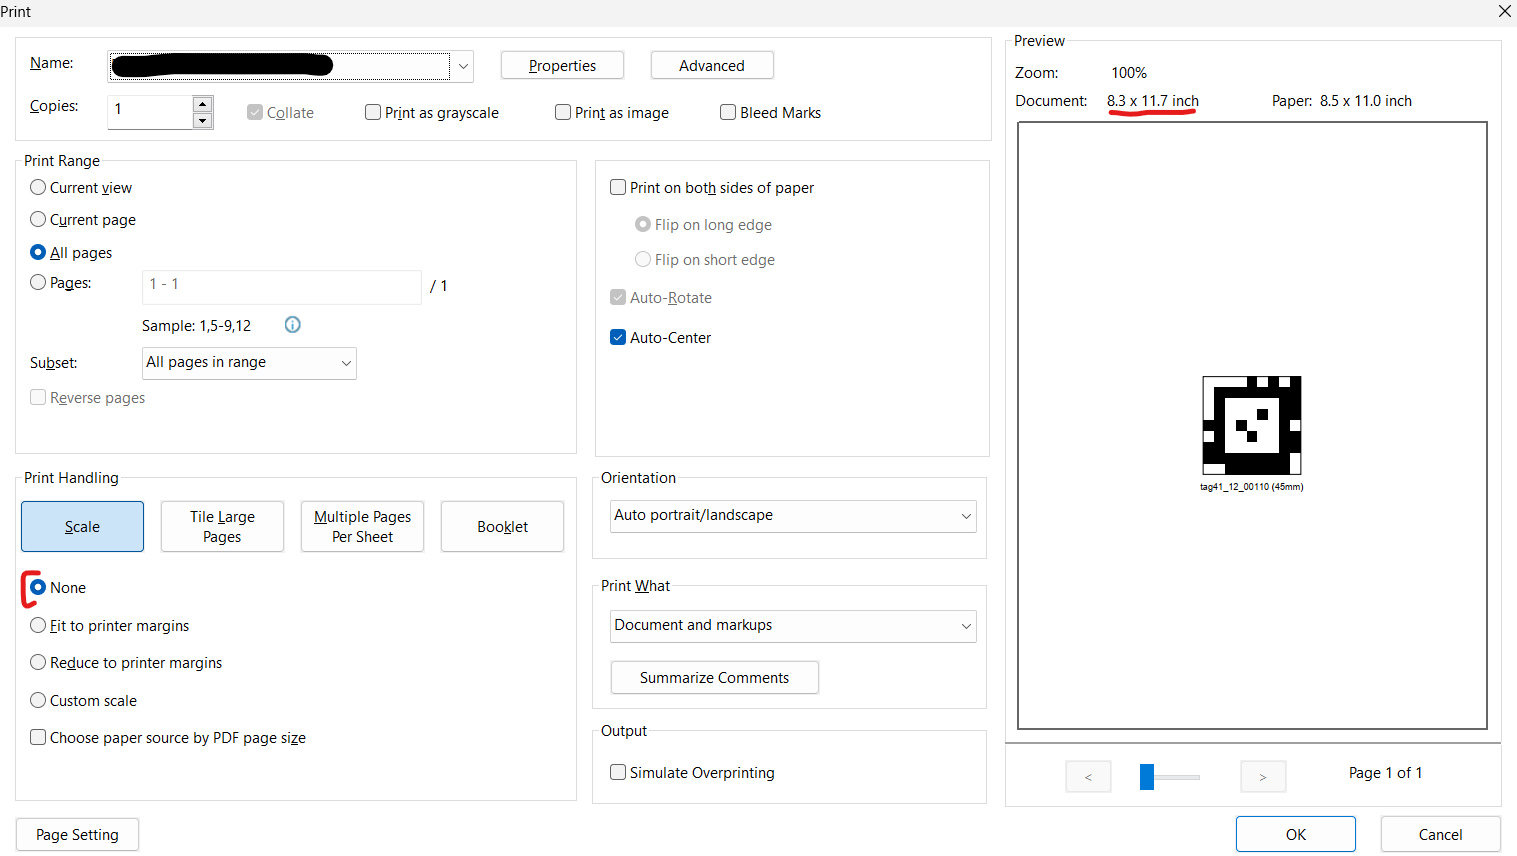 Print
Name:
Properties
Advanced
Copies:
1
Collate
Print as grayscale
Print as image
Bleed Marks
Print Range
Current view
Current page
All pages
Pages:
1 - 1
/ 1
Sample: 1,5-9,12
Subset:
All pages in range
Reverse pages
Print on both sides of paper
Flip on long edge
Flip on short edge
Auto-Rotate
Auto-Center
Print Handling
Scale
Tile Large
Pages
Multiple Pages
Per Sheet
Booklet
None
Fit to printer margins
Reduce to printer margins
Custom scale
Choose paper source by PDF page size
Orientation
Auto portrait/landscape
Print What
Document and markups
Summarize Comments
Output
Simulate Overprinting
Preview
Zoom: 100%
Document: 8.3 x 11.7 inch
Paper: 8.5 x 11.0 inch
tag41_12_00110 (45mm)
<
>
Page 1 of 1
Page Setting
OK
Cancel